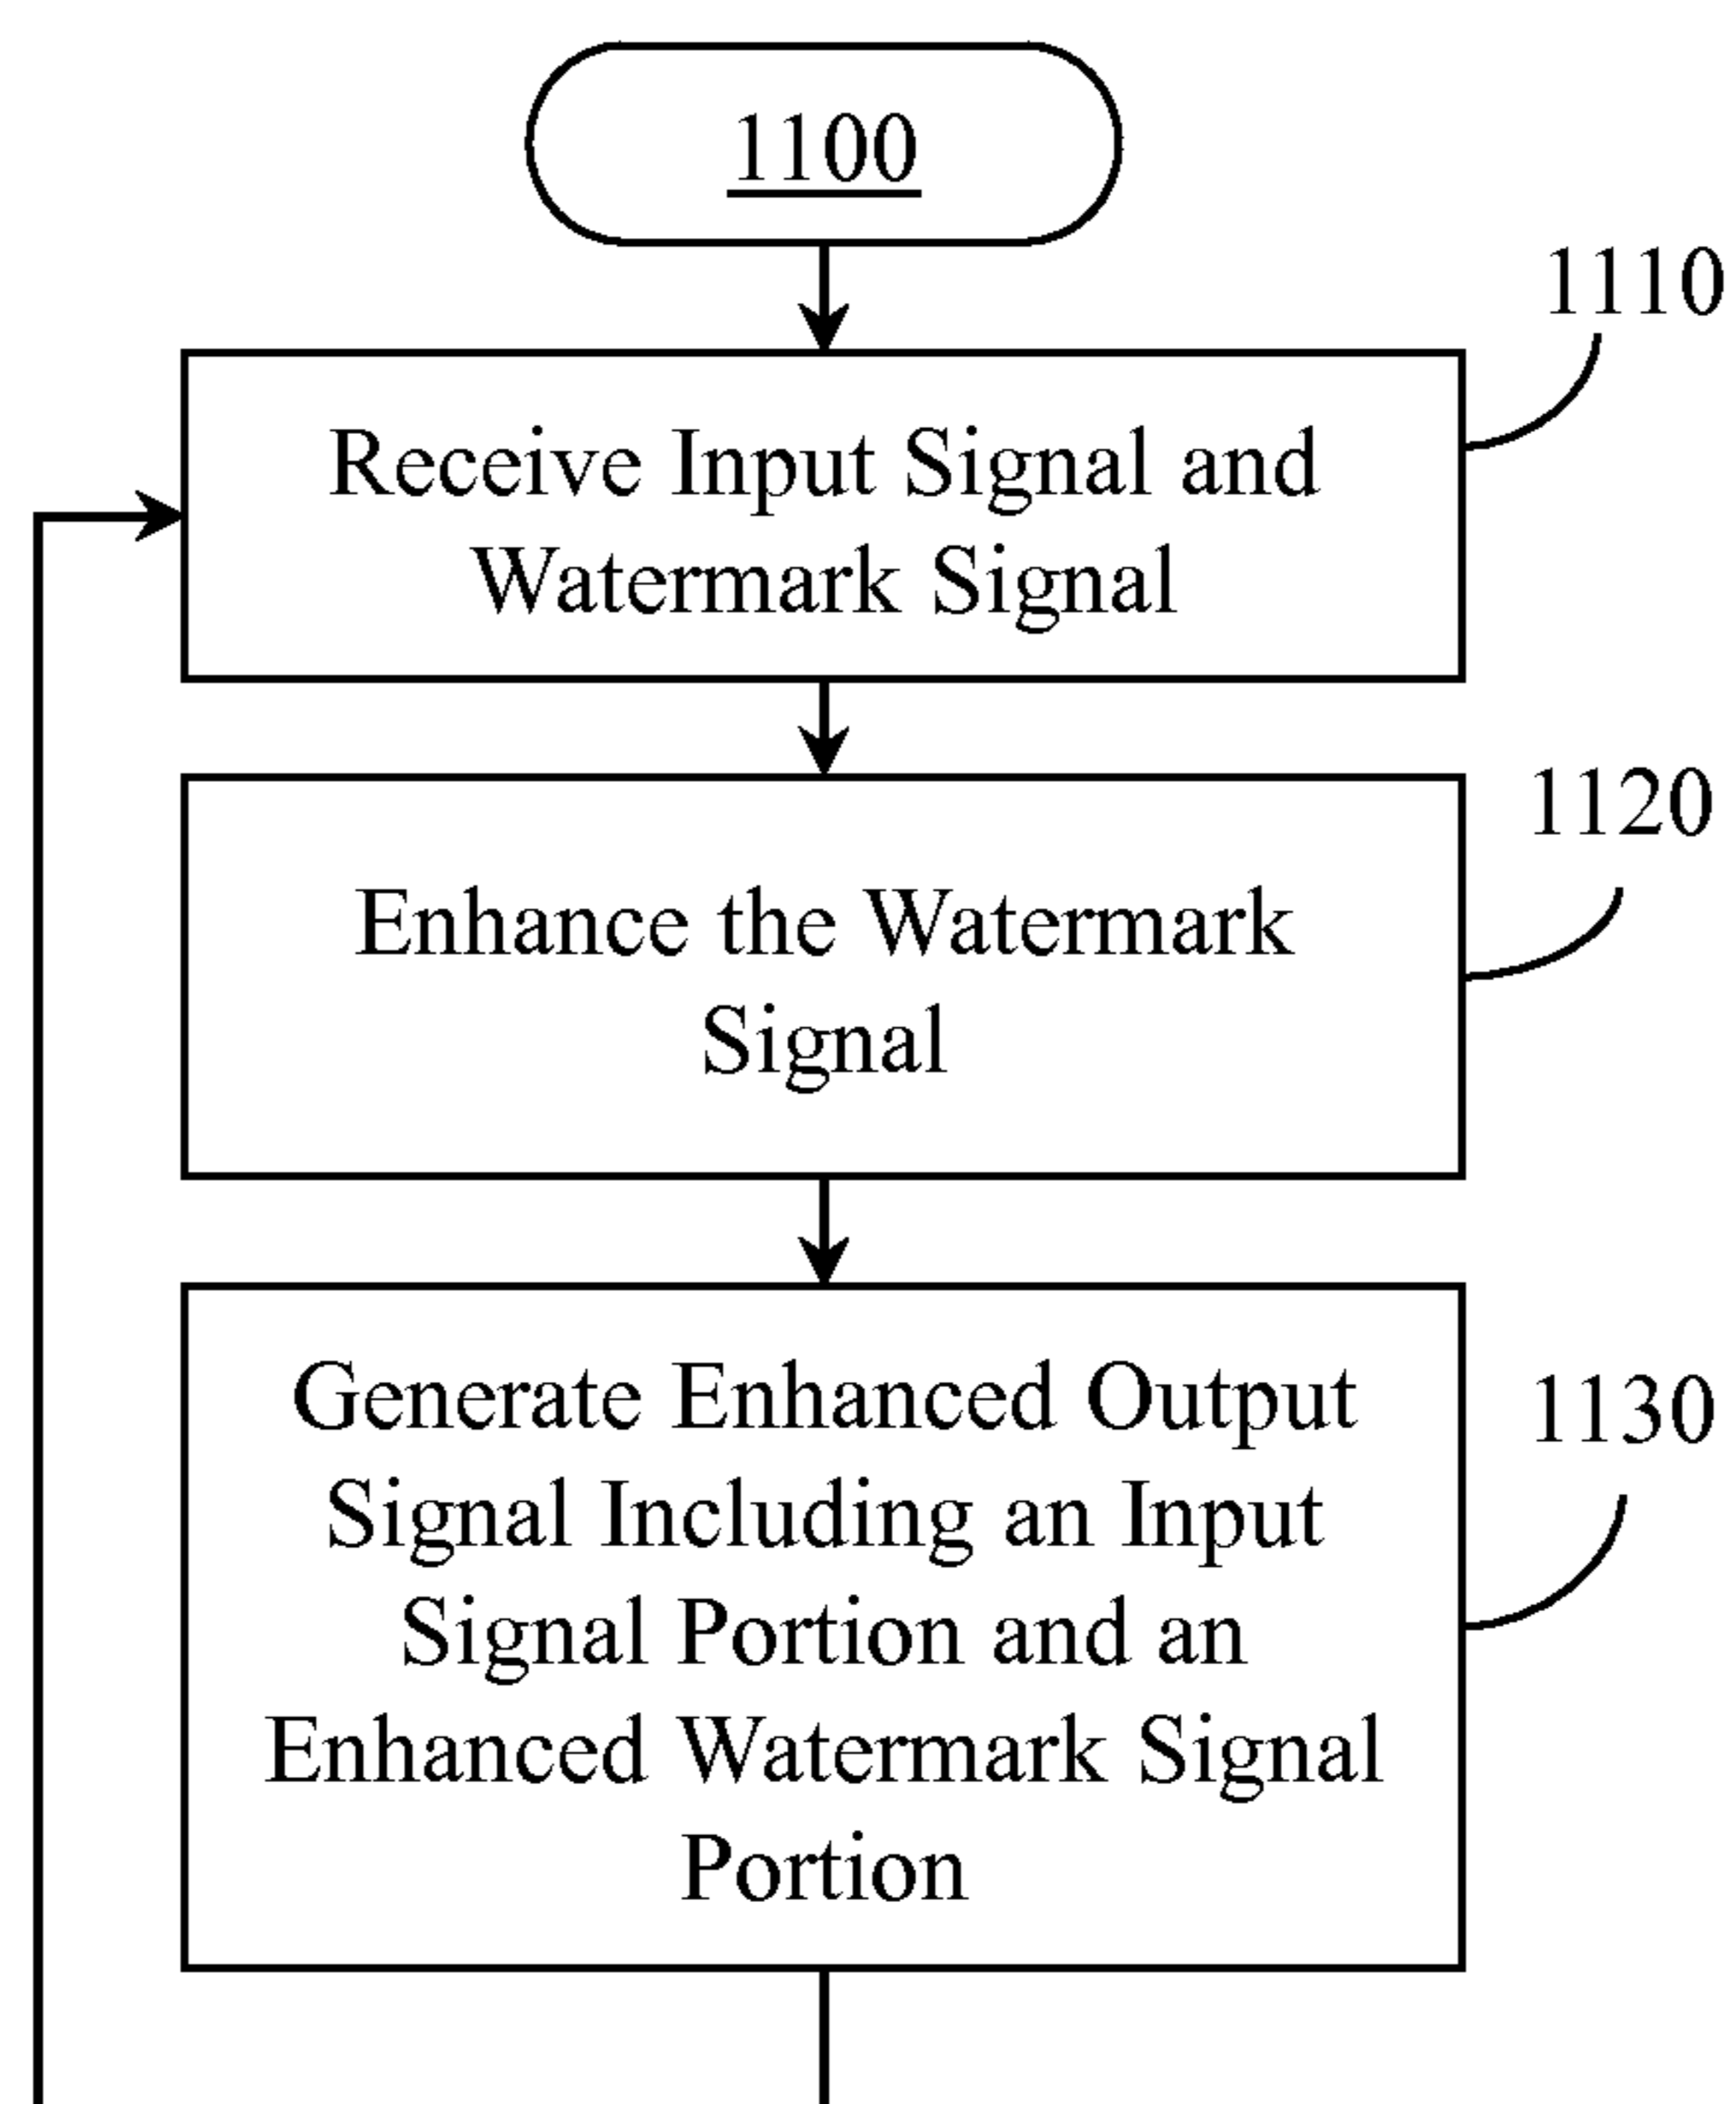 1100
1110
Receive Input Signal and
Watermark Signal
1120
Enhance the Watermark
Signal
1130
Generate Enhanced Output
Signal Including an Input
Signal Portion and an
Enhanced Watermark Signal
Portion